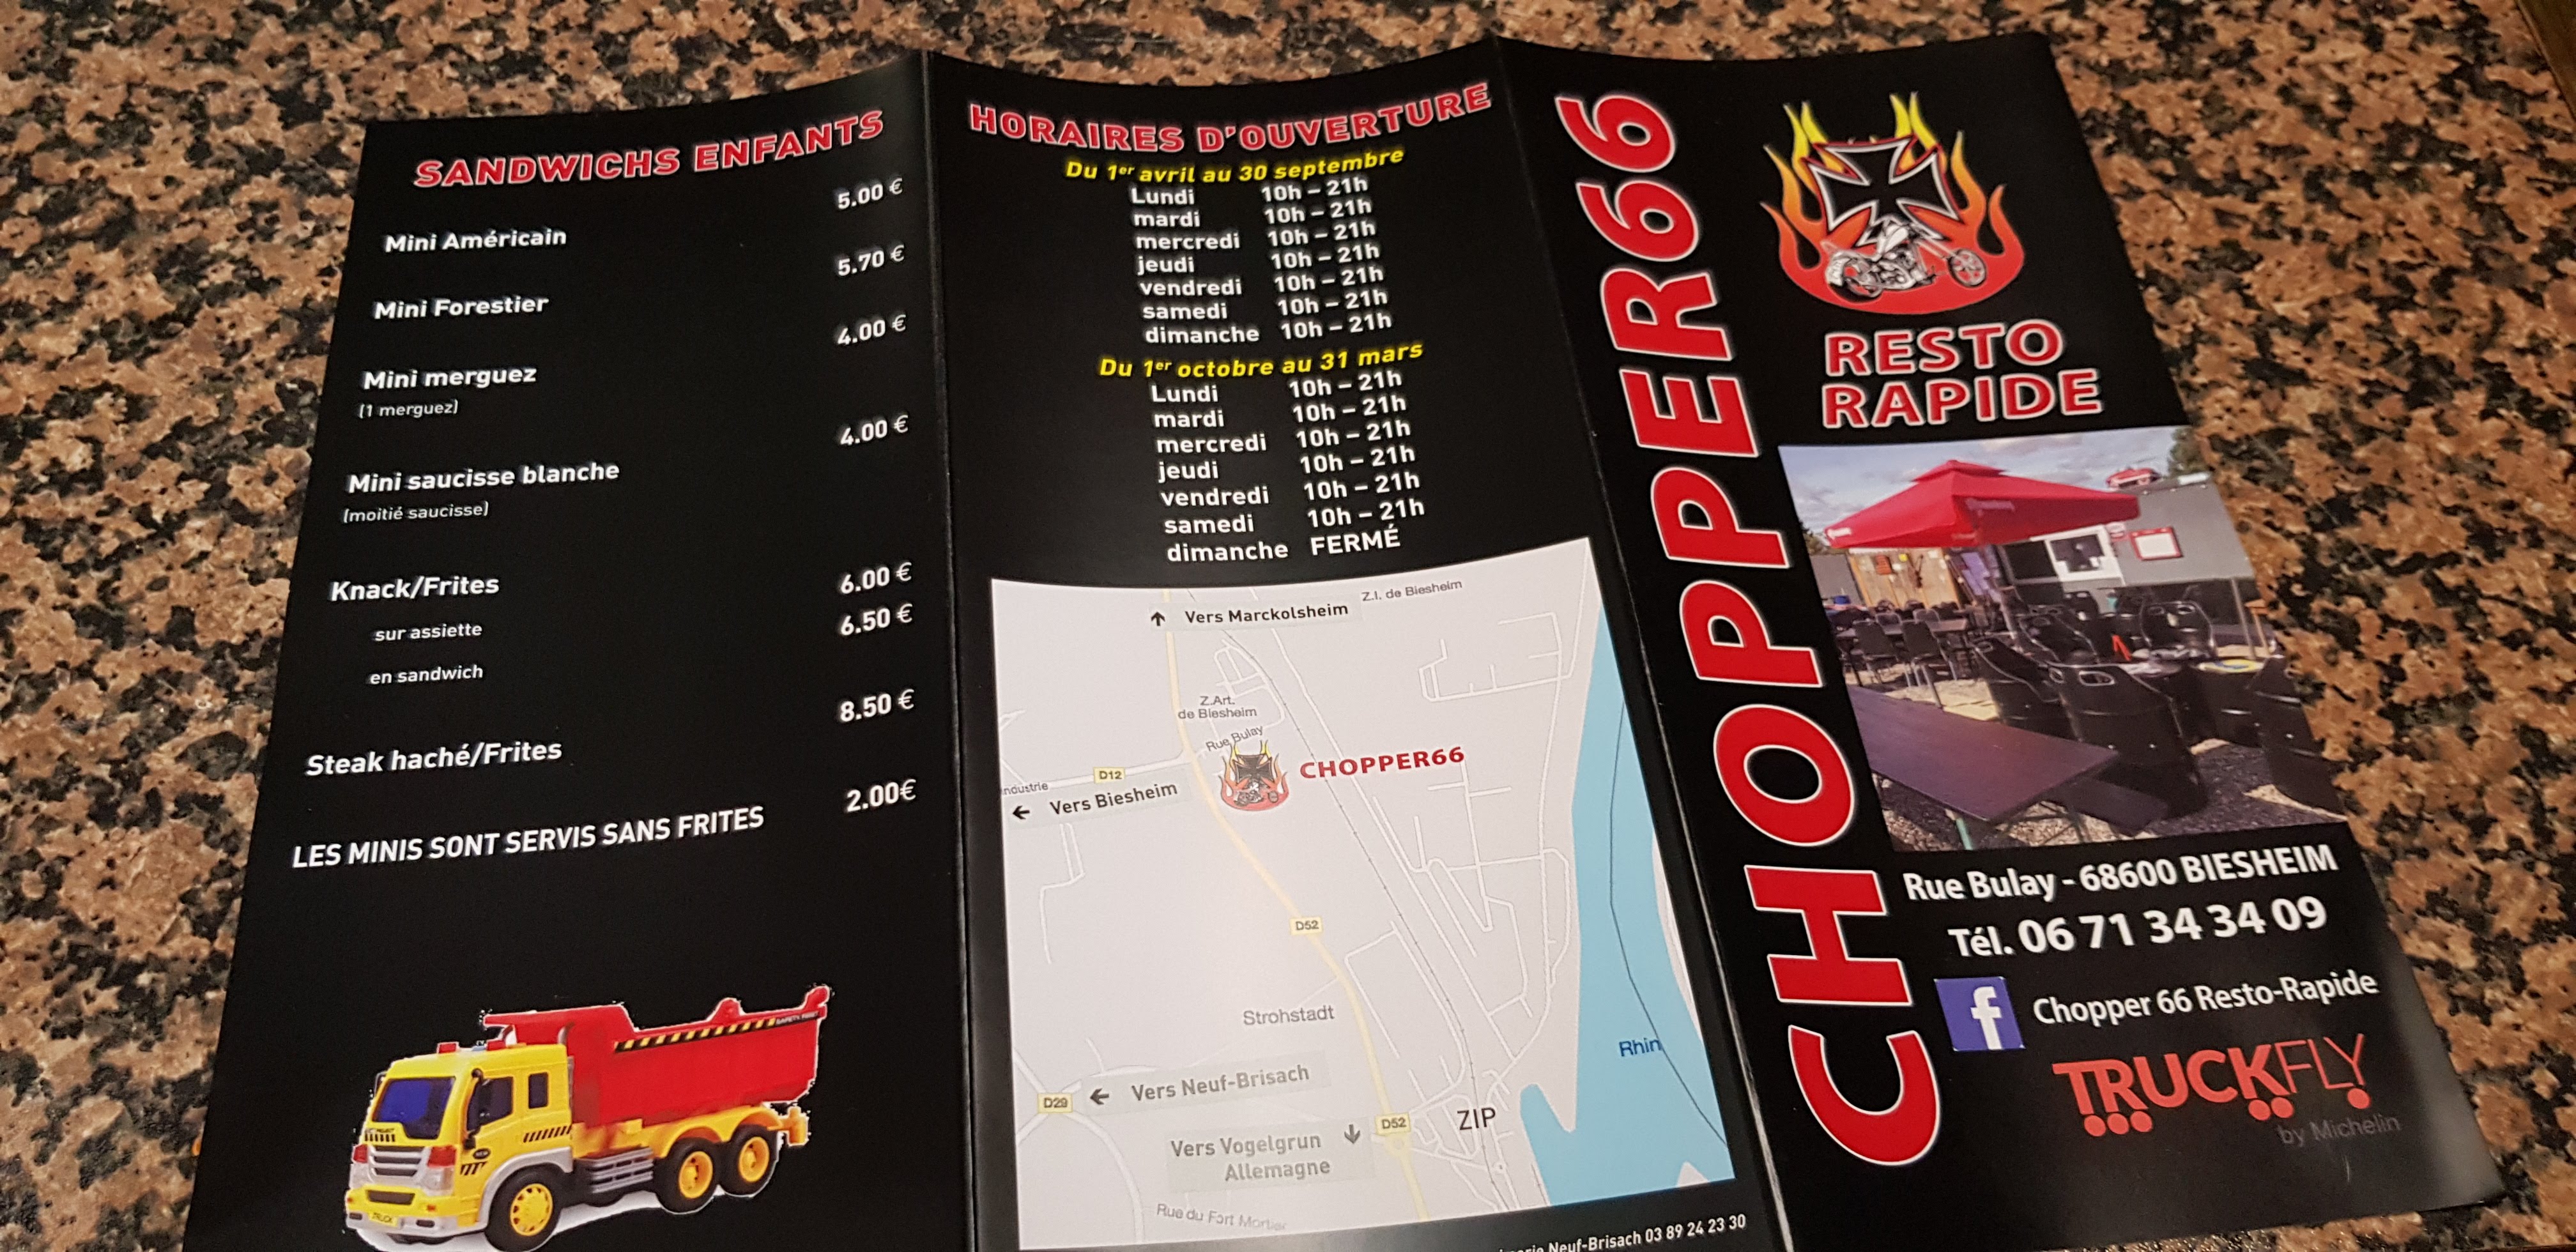 SANDWICHS ENFANTS
Mini Américain 5.00 €
Mini Forestier 5.70 €
Mini merguez 4.00 €
(1 merguez)
Mini saucisse blanche 4.00 €
(moitié saucisse)
Knack/Frites
sur assiette 6.00 €
en sandwich 6.50 €
Steak haché/Frites 8.50 €
LES MINIS SONT SERVIS SANS FRITES 2.00€
SAFETY FIRST
TRUCK
HORAIRES D'OUVERTURE
Du 1er avril au 30 septembre
Lundi 10h – 21h
mardi 10h – 21h
mercredi 10h – 21h
jeudi 10h – 21h
vendredi 10h – 21h
samedi 10h – 21h
dimanche 10h – 21h
Du 1er octobre au 31 mars
Lundi 10h – 21h
mardi 10h – 21h
mercredi 10h – 21h
jeudi 10h – 21h
vendredi 10h – 21h
samedi 10h – 21h
dimanche FERMÉ
Z.I. de Biesheim
↑ Vers Marckolsheim
Z.Art.
de Biesheim
Rue Bulay
CHOPPER66
D12
ndustrie
← Vers Biesheim
D52
Strohstadt
Rhin
D29 ← Vers Neuf-Brisach
ZIP
D52
Vers Vogelgrun ↓
Allemagne
Rue du Fort Mortier
Neuf-Brisach 03 89 24 23 30
CHOPPER66
RESTO
RAPIDE
Rue Bulay - 68600 BIESHEIM
Tél. 06 71 34 34 09
f Chopper 66 Resto-Rapide
TRUCKFLY
by Michelin